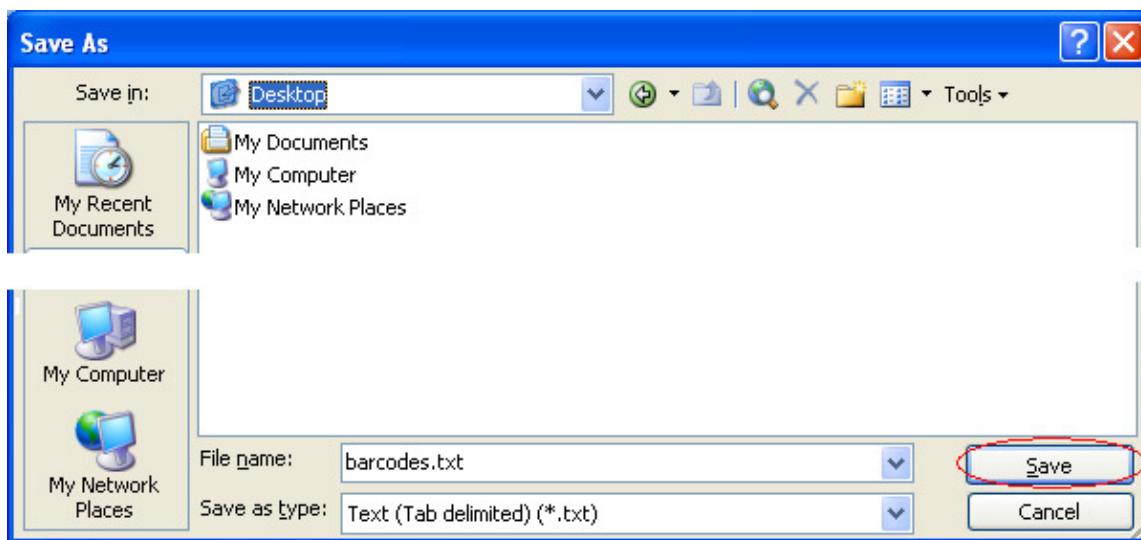 Save As
Save in:
Desktop
Tools
My Documents
My Computer
My Network Places
My Recent
Documents
My Computer
My Network
Places
File name:
barcodes.txt
Save
Save as type:
Text (Tab delimited) (*.txt)
Cancel